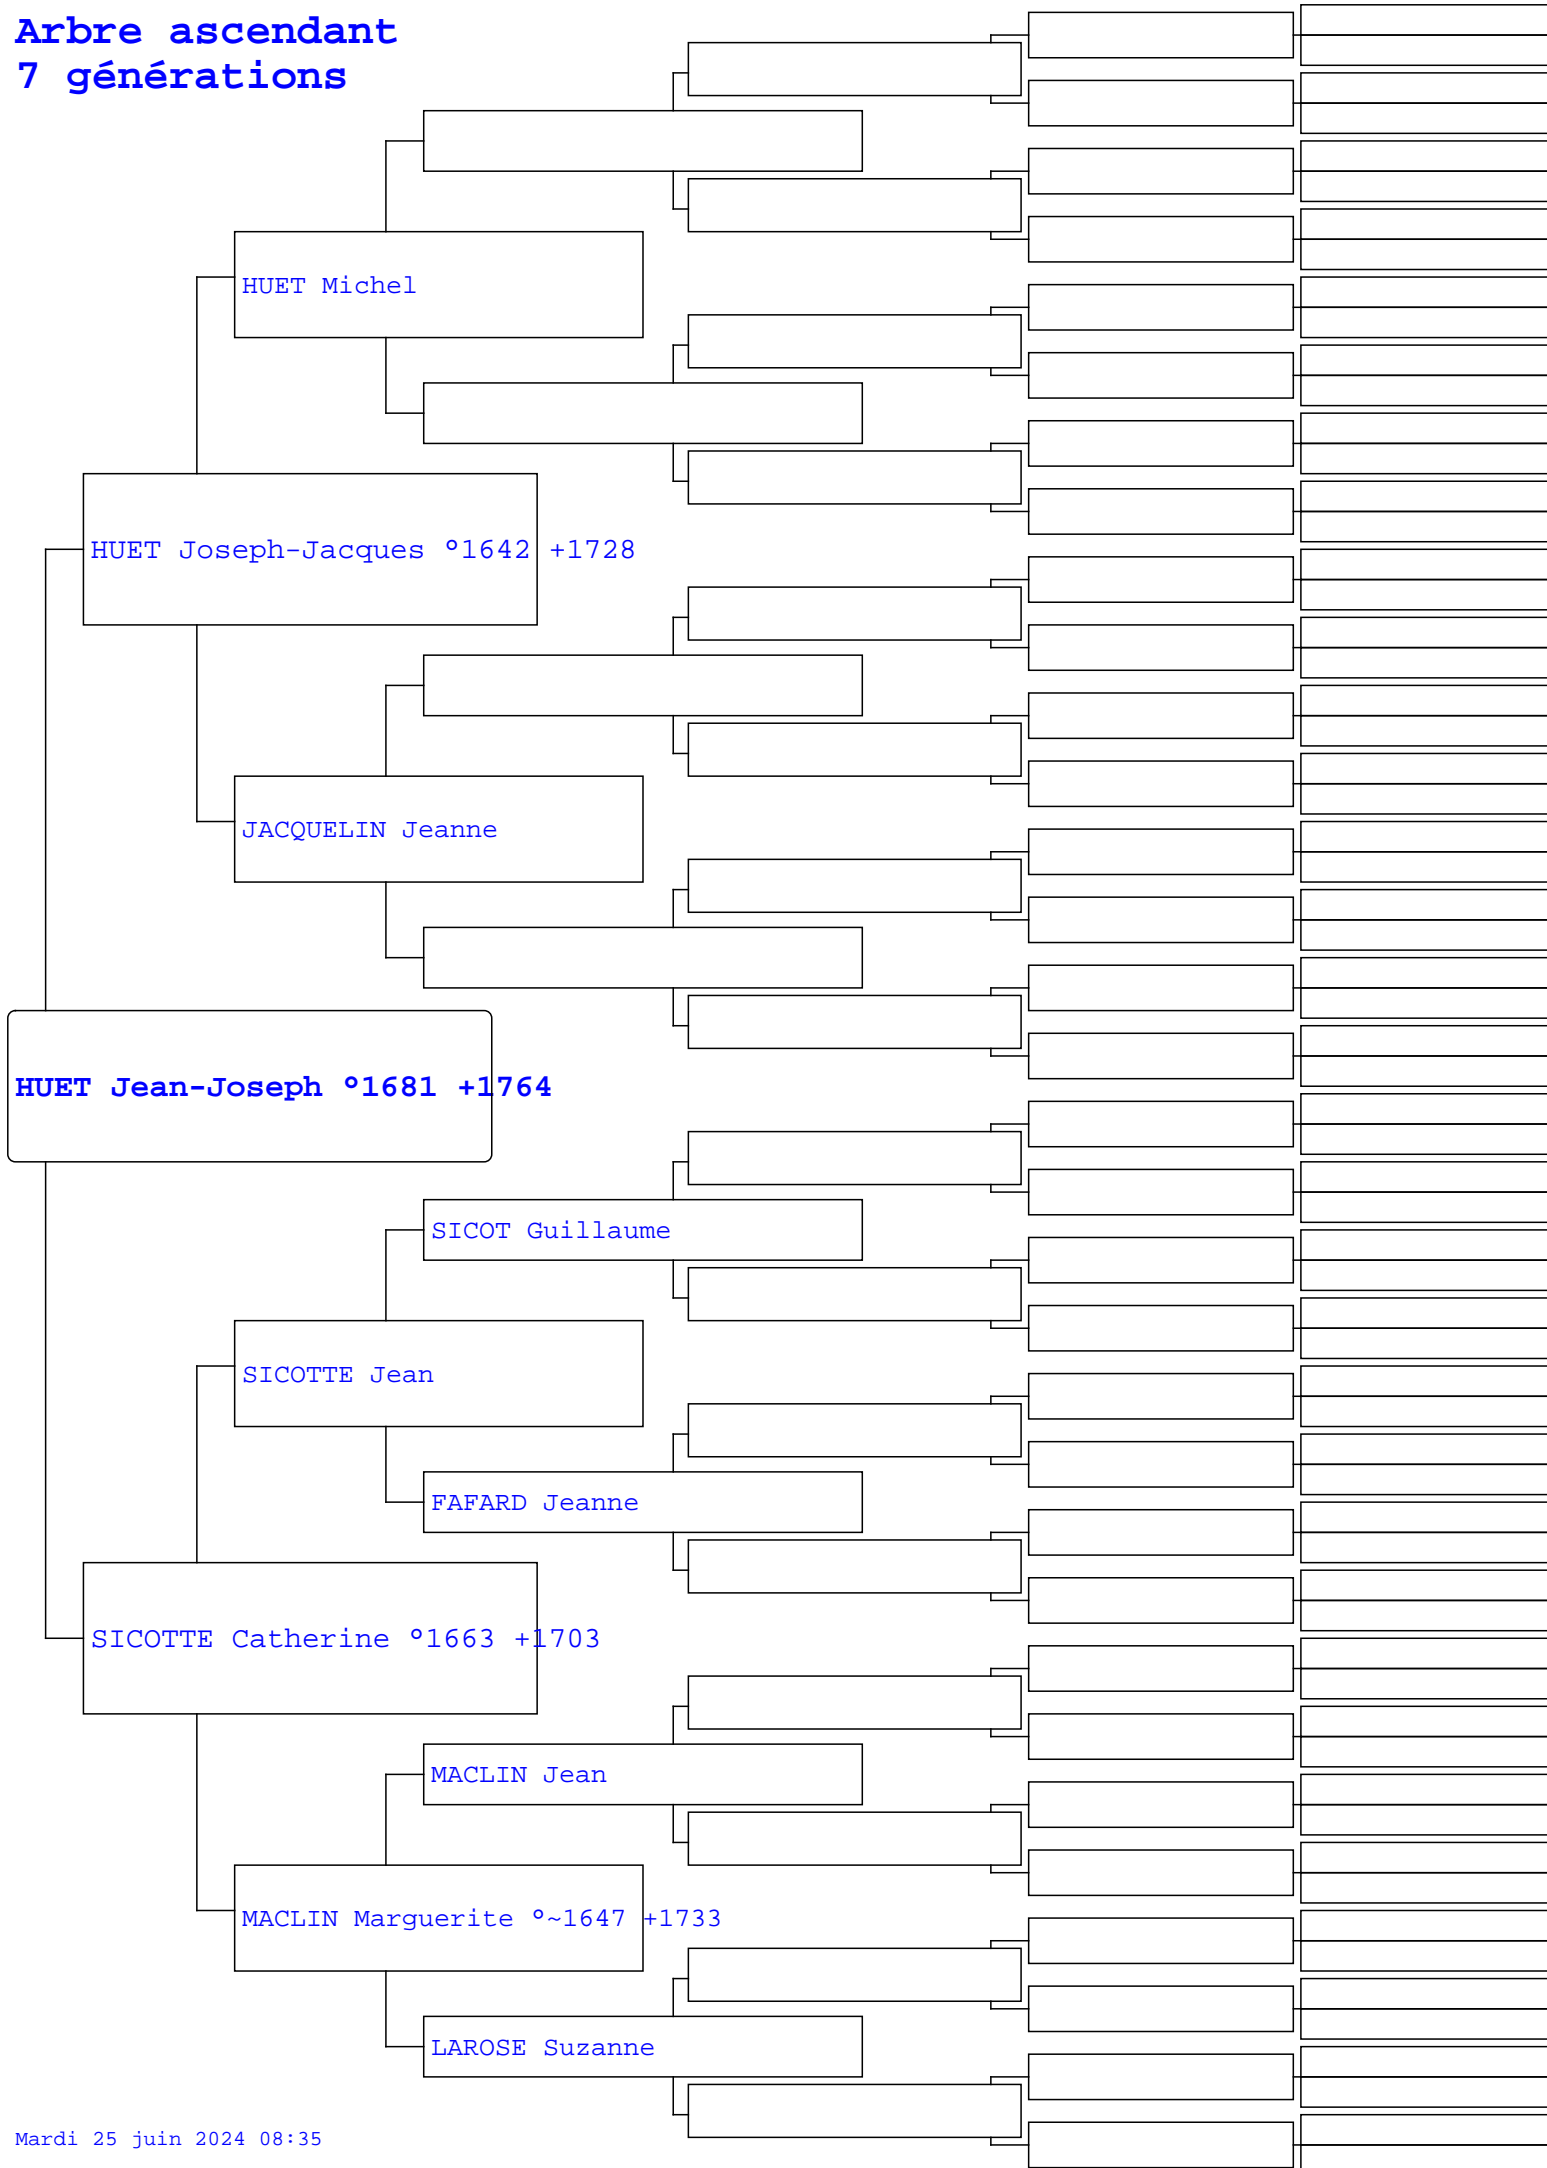 Arbre ascendant
7 générations
HUET Michel
HUET Joseph-Jacques °1642 +1728
JACQUELIN Jeanne
HUET Jean-Joseph °1681 +1764
SICOT Guillaume
SICOTTE Jean
FAFARD Jeanne
SICOTTE Catherine °1663 +1703
MACLIN Jean
MACLIN Marguerite °~1647 +1733
LAROSE Suzanne
Mardi 25 juin 2024 08:35